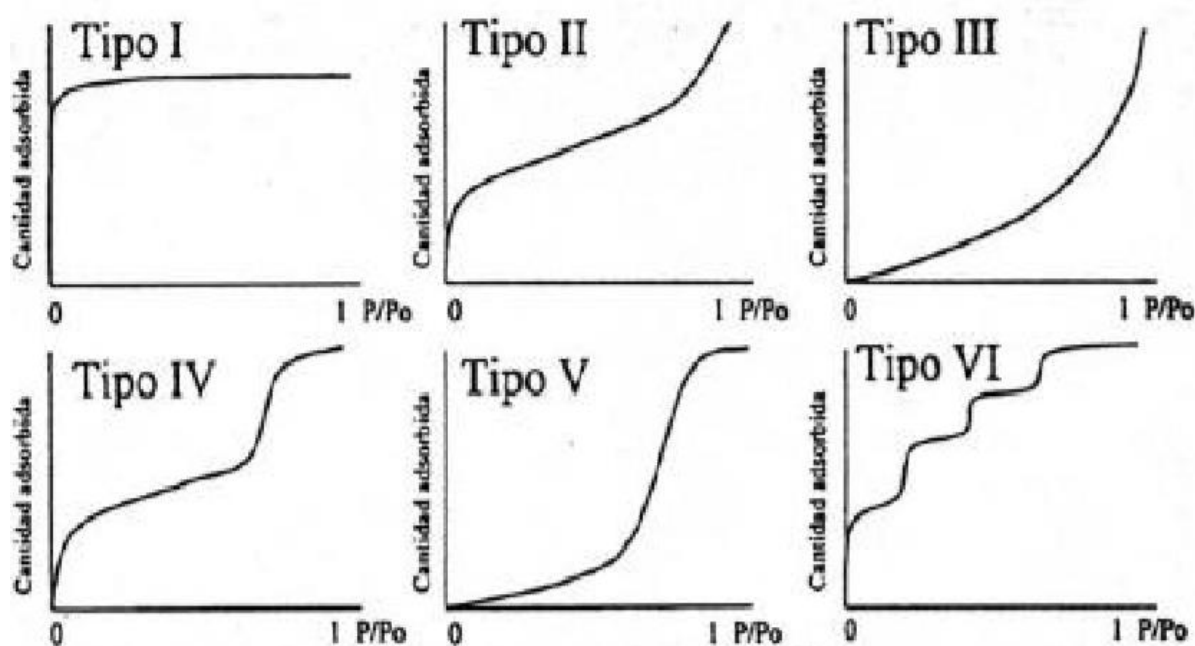 Tipo I
Cantidad adsorbida
0 1 P/Po
Tipo II
Cantidad adsorbida
0 1 P/Po
Tipo III
Cantidad adsorbida
0 1 P/Po
Tipo IV
Cantidad adsorbida
0 1 P/Po
Tipo V
Cantidad adsorbida
0 1 P/Po
Tipo VI
Cantidad adsorbida
0 1 P/Po